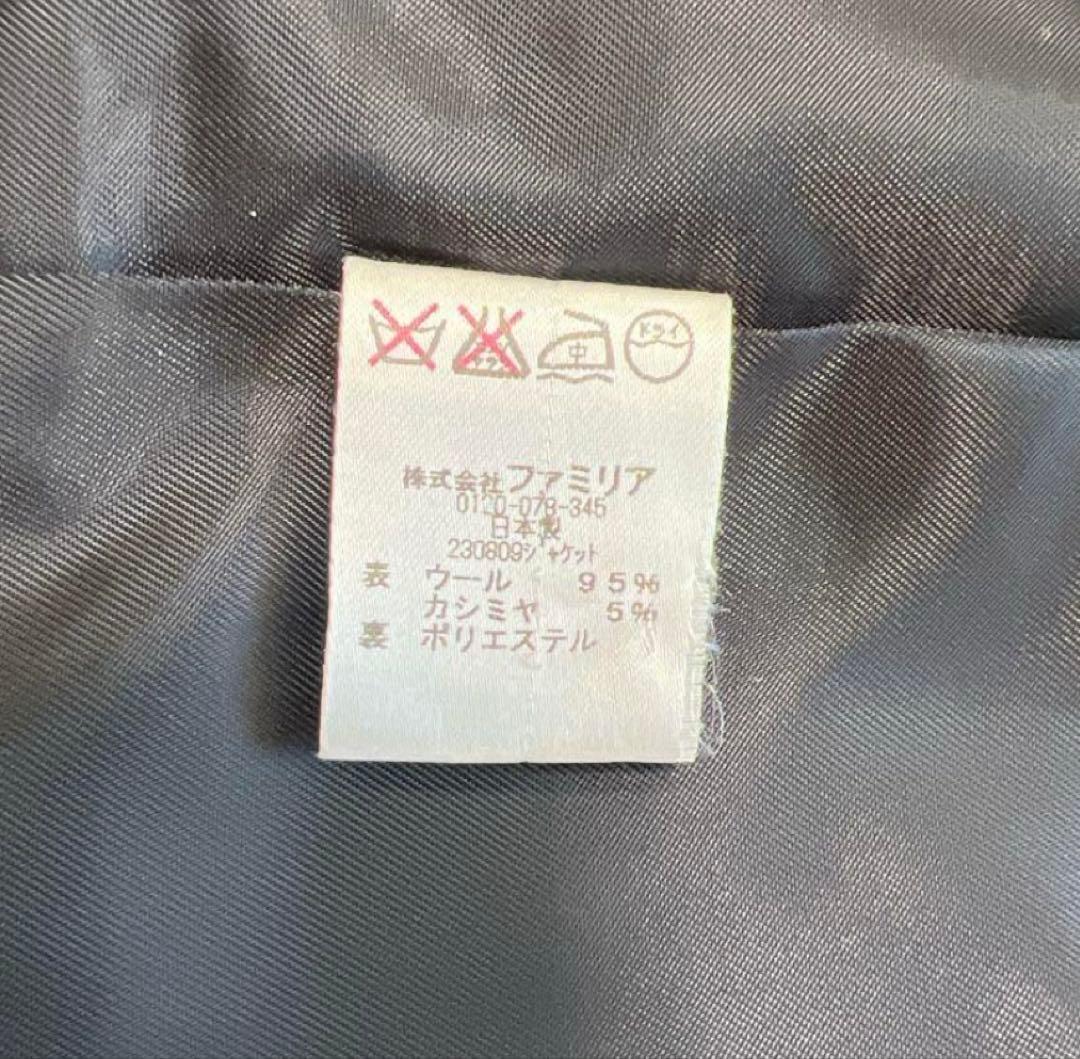 中 ドライ
株式会社ファミリア
0120-078-345
日本製
230809ジャケット
表 ウール 95%
カシミヤ 5%
裏 ポリエステル